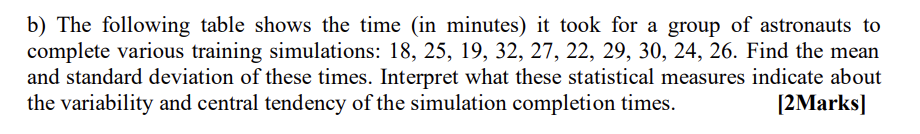 b) The following table shows the time (in minutes) it took for a group of astronauts to
complete various training simulations: 18, 25, 19, 32, 27, 22, 29, 30, 24, 26. Find the mean
and standard deviation of these times. Interpret what these statistical measures indicate about
the variability and central tendency of the simulation completion times. [2Marks]